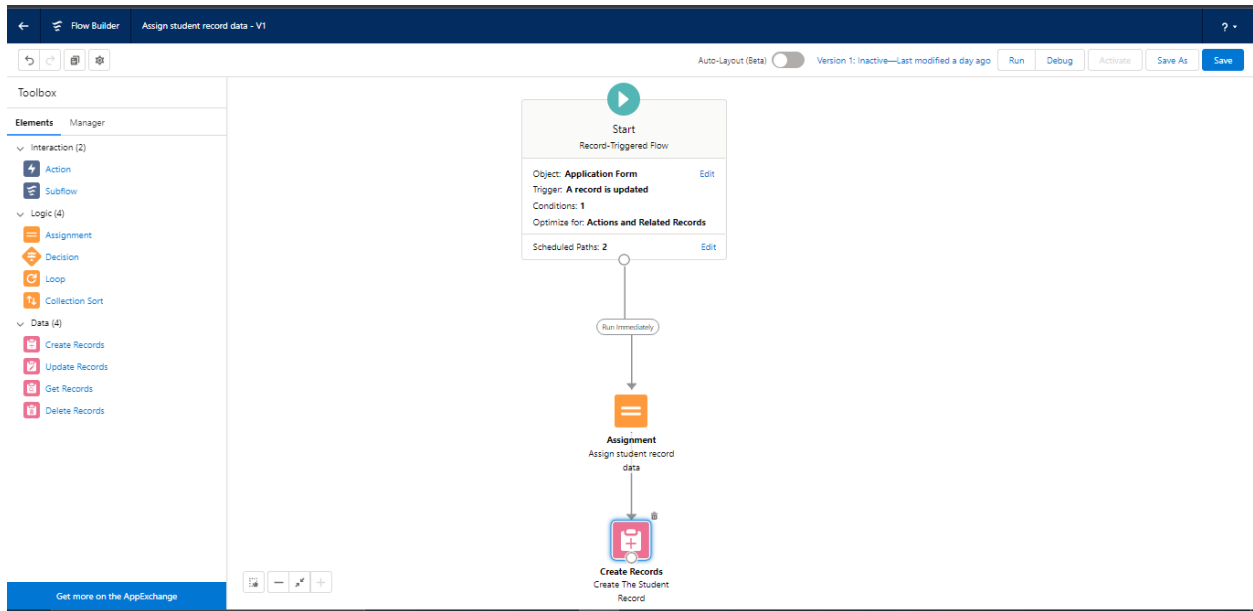 Flow Builder
Assign student record data - V1
?
Auto-Layout (Beta)
Version 1: Inactive—Last modified a day ago
Run
Debug
Activate
Save As
Save
Toolbox
Elements
Manager
Interaction (2)
Action
Subflow
Logic (4)
Assignment
Decision
Loop
Collection Sort
Data (4)
Create Records
Update Records
Get Records
Delete Records
Get more on the AppExchange
Start
Record-Triggered Flow
Object: Application Form
Edit
Trigger: A record is updated
Conditions: 1
Optimize for: Actions and Related Records
Scheduled Paths: 2
Edit
Run Immediately
Assignment
Assign student record
data
Create Records
Create The Student
Record